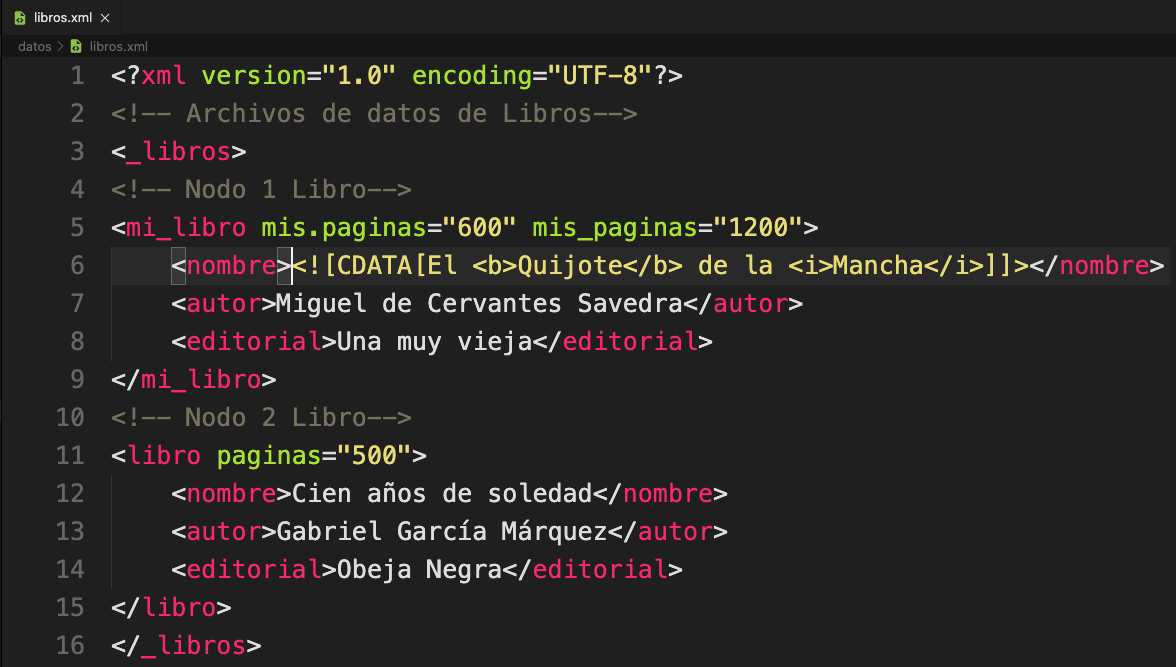 libros.xml ×
datos > libros.xml
1 <?xml version="1.0" encoding="UTF-8"?>
2 <!-- Archivos de datos de Libros-->
3 <_libros>
4 <!-- Nodo 1 Libro-->
5 <mi_libro mis.paginas="600" mis_paginas="1200">
6     <nombre><![CDATA[El <b>Quijote</b> de la <i>Mancha</i>]]></nombre>
7     <autor>Miguel de Cervantes Savedra</autor>
8     <editorial>Una muy vieja</editorial>
9 </mi_libro>
10 <!-- Nodo 2 Libro-->
11 <libro paginas="500">
12     <nombre>Cien años de soledad</nombre>
13     <autor>Gabriel García Márquez</autor>
14     <editorial>Obeja Negra</editorial>
15 </libro>
16 </_libros>